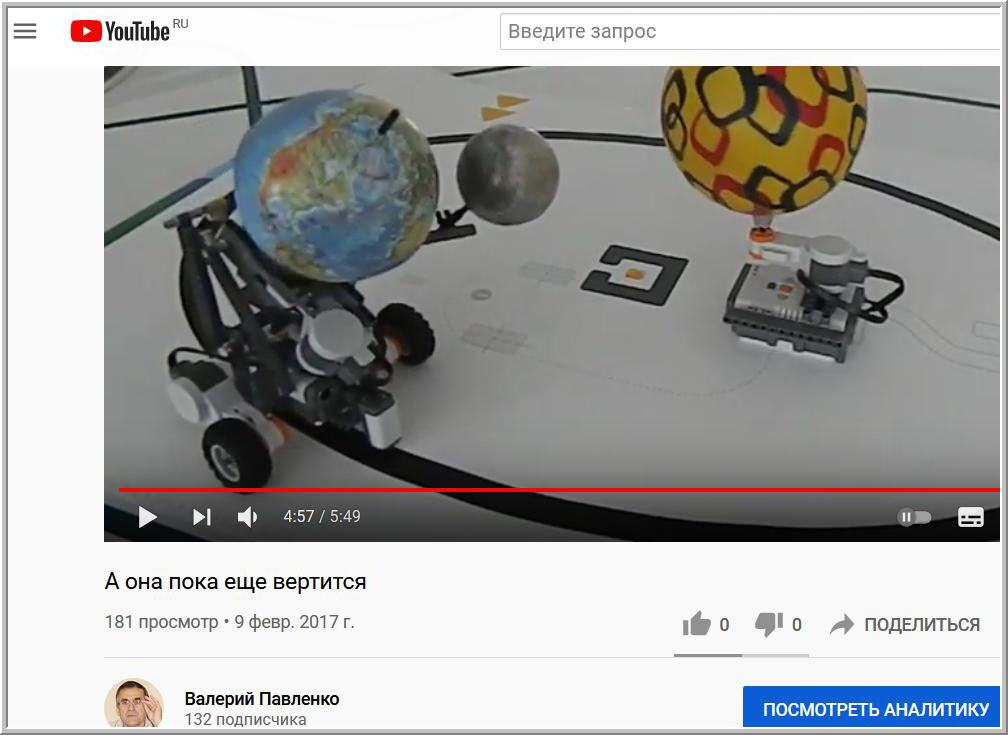 YouTube RU
Введите запрос
4:57 / 5:49
А она пока еще вертится
181 просмотр • 9 февр. 2017 г.
0
0
ПОДЕЛИТЬСЯ
Валерий Павленко
132 подписчика
ПОСМОТРЕТЬ АНАЛИТИКУ